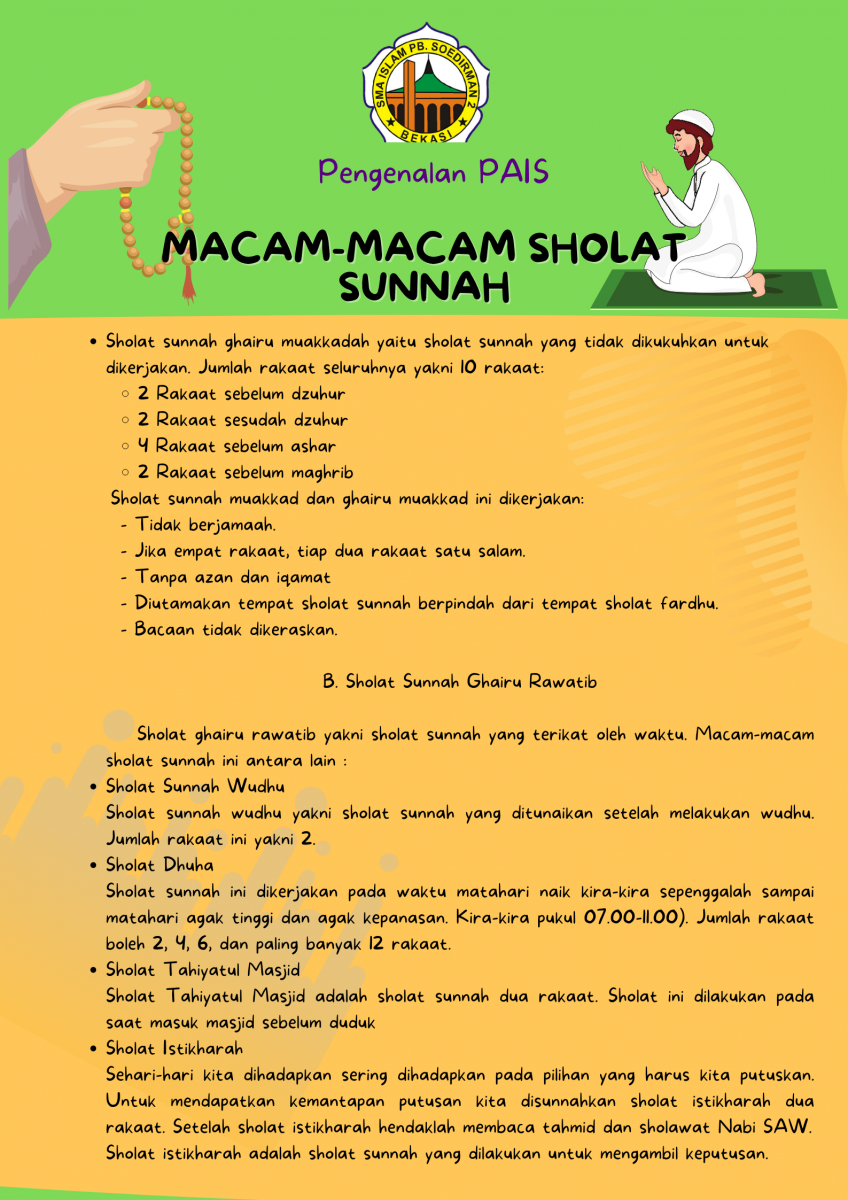 SMA ISLAM PB. SOEDIRMAN 2
BEKASI
Pengenalan PAIS
MACAM-MACAM SHOLAT
SUNNAH
• Sholat sunnah ghairu muakkadah yaitu sholat sunnah yang tidak dikukuhkan untuk
dikerjakan. Jumlah rakaat seluruhnya yakni 10 rakaat:
○ 2 Rakaat sebelum dzuhur
○ 2 Rakaat sesudah dzuhur
○ 4 Rakaat sebelum ashar
○ 2 Rakaat sebelum maghrib
Sholat sunnah muakkad dan ghairu muakkad ini dikerjakan:
- Tidak berjamaah.
- Jika empat rakaat, tiap dua rakaat satu salam.
- Tanpa azan dan iqamat
- Diutamakan tempat sholat sunnah berpindah dari tempat sholat fardhu.
- Bacaan tidak dikeraskan.
B. Sholat Sunnah Ghairu Rawatib
Sholat ghairu rawatib yakni sholat sunnah yang terikat oleh waktu. Macam-macam
sholat sunnah ini antara lain :
• Sholat Sunnah Wudhu
Sholat sunnah wudhu yakni sholat sunnah yang ditunaikan setelah melakukan wudhu.
Jumlah rakaat ini yakni 2.
• Sholat Dhuha
Sholat sunnah ini dikerjakan pada waktu matahari naik kira-kira sepenggalah sampai
matahari agak tinggi dan agak kepanasan. Kira-kira pukul 07.00-11.00). Jumlah rakaat
boleh 2, 4, 6, dan paling banyak 12 rakaat.
• Sholat Tahiyatul Masjid
Sholat Tahiyatul Masjid adalah sholat sunnah dua rakaat. Sholat ini dilakukan pada
saat masuk masjid sebelum duduk
• Sholat Istikharah
Sehari-hari kita dihadapkan sering dihadapkan pada pilihan yang harus kita putuskan.
Untuk mendapatkan kemantapan putusan kita disunnahkan sholat istikharah dua
rakaat. Setelah sholat istikharah hendaklah membaca tahmid dan sholawat Nabi SAW.
Sholat istikharah adalah sholat sunnah yang dilakukan untuk mengambil keputusan.